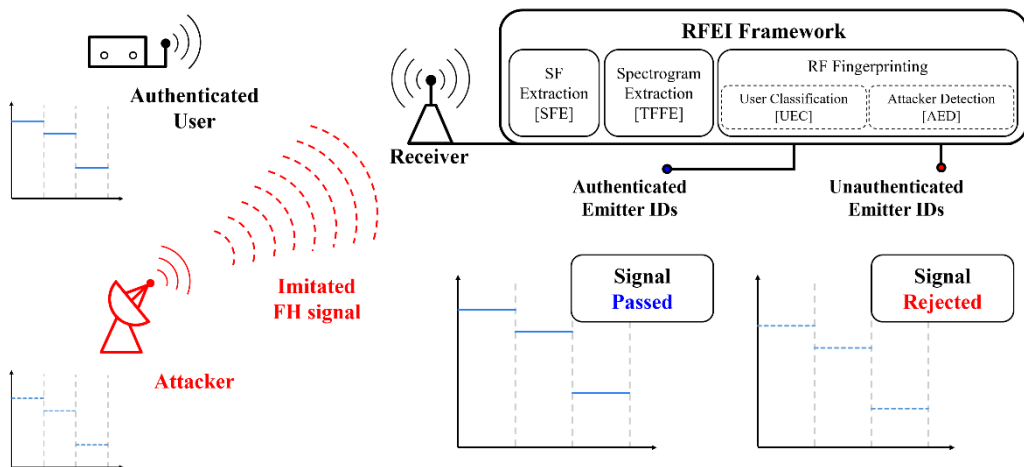 RFEI Framework
SF
Extraction
[SFE]
Spectrogram
Extraction
[TFFE]
RF Fingerprinting
User Classification
[UEC]
Attacker Detection
[AED]
Authenticated
User
Receiver
Authenticated
Emitter IDs
Unauthenticated
Emitter IDs
Imitated
FH signal
Attacker
Signal
Passed
Signal
Rejected